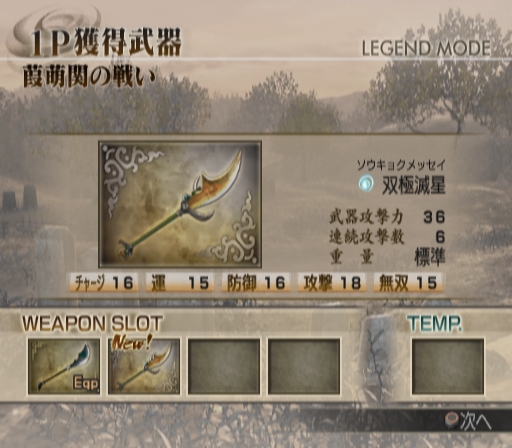 1P獲得武器
LEGEND MODE
葭萌関の戦い
ソウキョクメッセイ
双極滅星
武器攻撃力 36
連続攻撃数 6
重量 標準
チャージ 16 運 15 防御 16 攻撃 18 無双 15
WEAPON SLOT
TEMP.
New!
Eqp
次へ